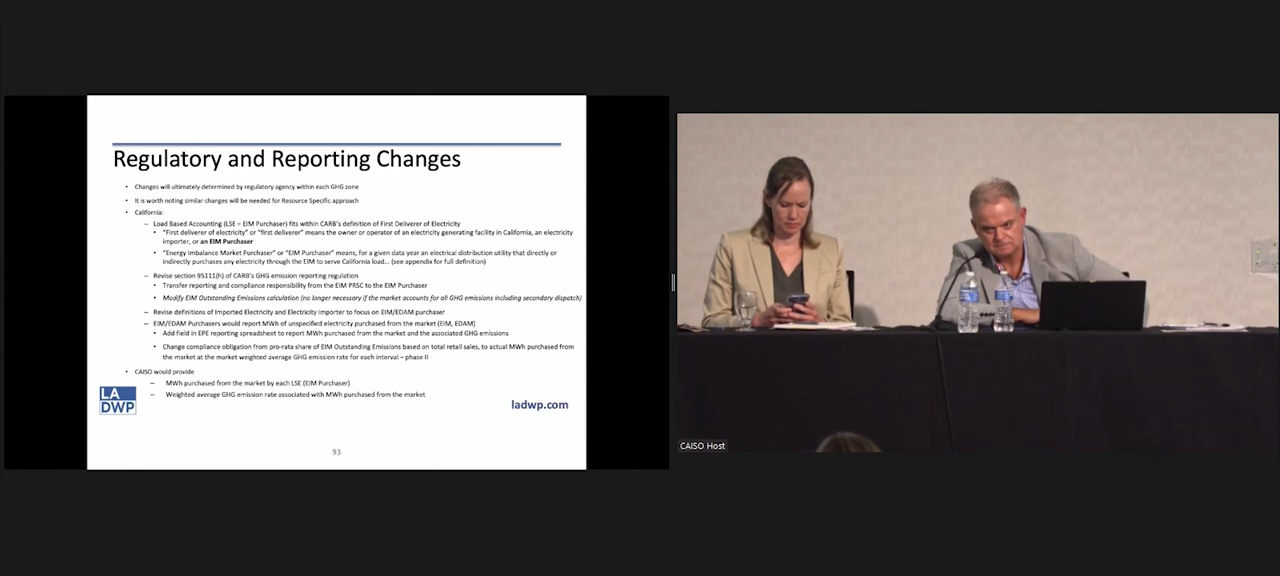 Regulatory and Reporting Changes
• Changes will ultimately determined by regulatory agency within each GHG zone
• It is worth noting similar changes will be needed for Resource Specific approach
• California:
– Load Based Accounting (LSE = EIM Purchaser) fits within CARB's definition of First Deliverer of Electricity
• "First deliverer of electricity" or "first deliverer" means the owner or operator of an electricity generating facility in California, an electricity
importer, or an EIM Purchaser
• "Energy Imbalance Market Purchaser" or "EIM Purchaser" means, for a given data year an electrical distribution utility that directly or
indirectly purchases any electricity through the EIM to serve California load... (see appendix for full definition)
– Revise section 95111(h) of CARB's GHG emission reporting regulation
• Transfer reporting and compliance responsibility from the EIM PRSC to the EIM Purchaser
• Modify EIM Outstanding Emissions calculation (no longer necessary if the market accounts for all GHG emissions including secondary dispatch)
– Revise definitions of Imported Electricity and Electricity Importer to focus on EIM/EDAM purchaser
– EIM/EDAM Purchasers would report MWh of unspecified electricity purchased from the market (EIM, EDAM)
• Add field in EPE reporting spreadsheet to report MWh purchased from the market and the associated GHG emissions
• Change compliance obligation from pro-rata share of EIM Outstanding Emissions based on total retail sales, to actual MWh purchased from
the market at the market weighted average GHG emission rate for each interval – phase II
• CAISO would provide
– MWh purchased from the market by each LSE (EIM Purchaser)
– Weighted average GHG emission rate associated with MWh purchased from the market
LA
DWP
ladwp.com
93
CAISO Host